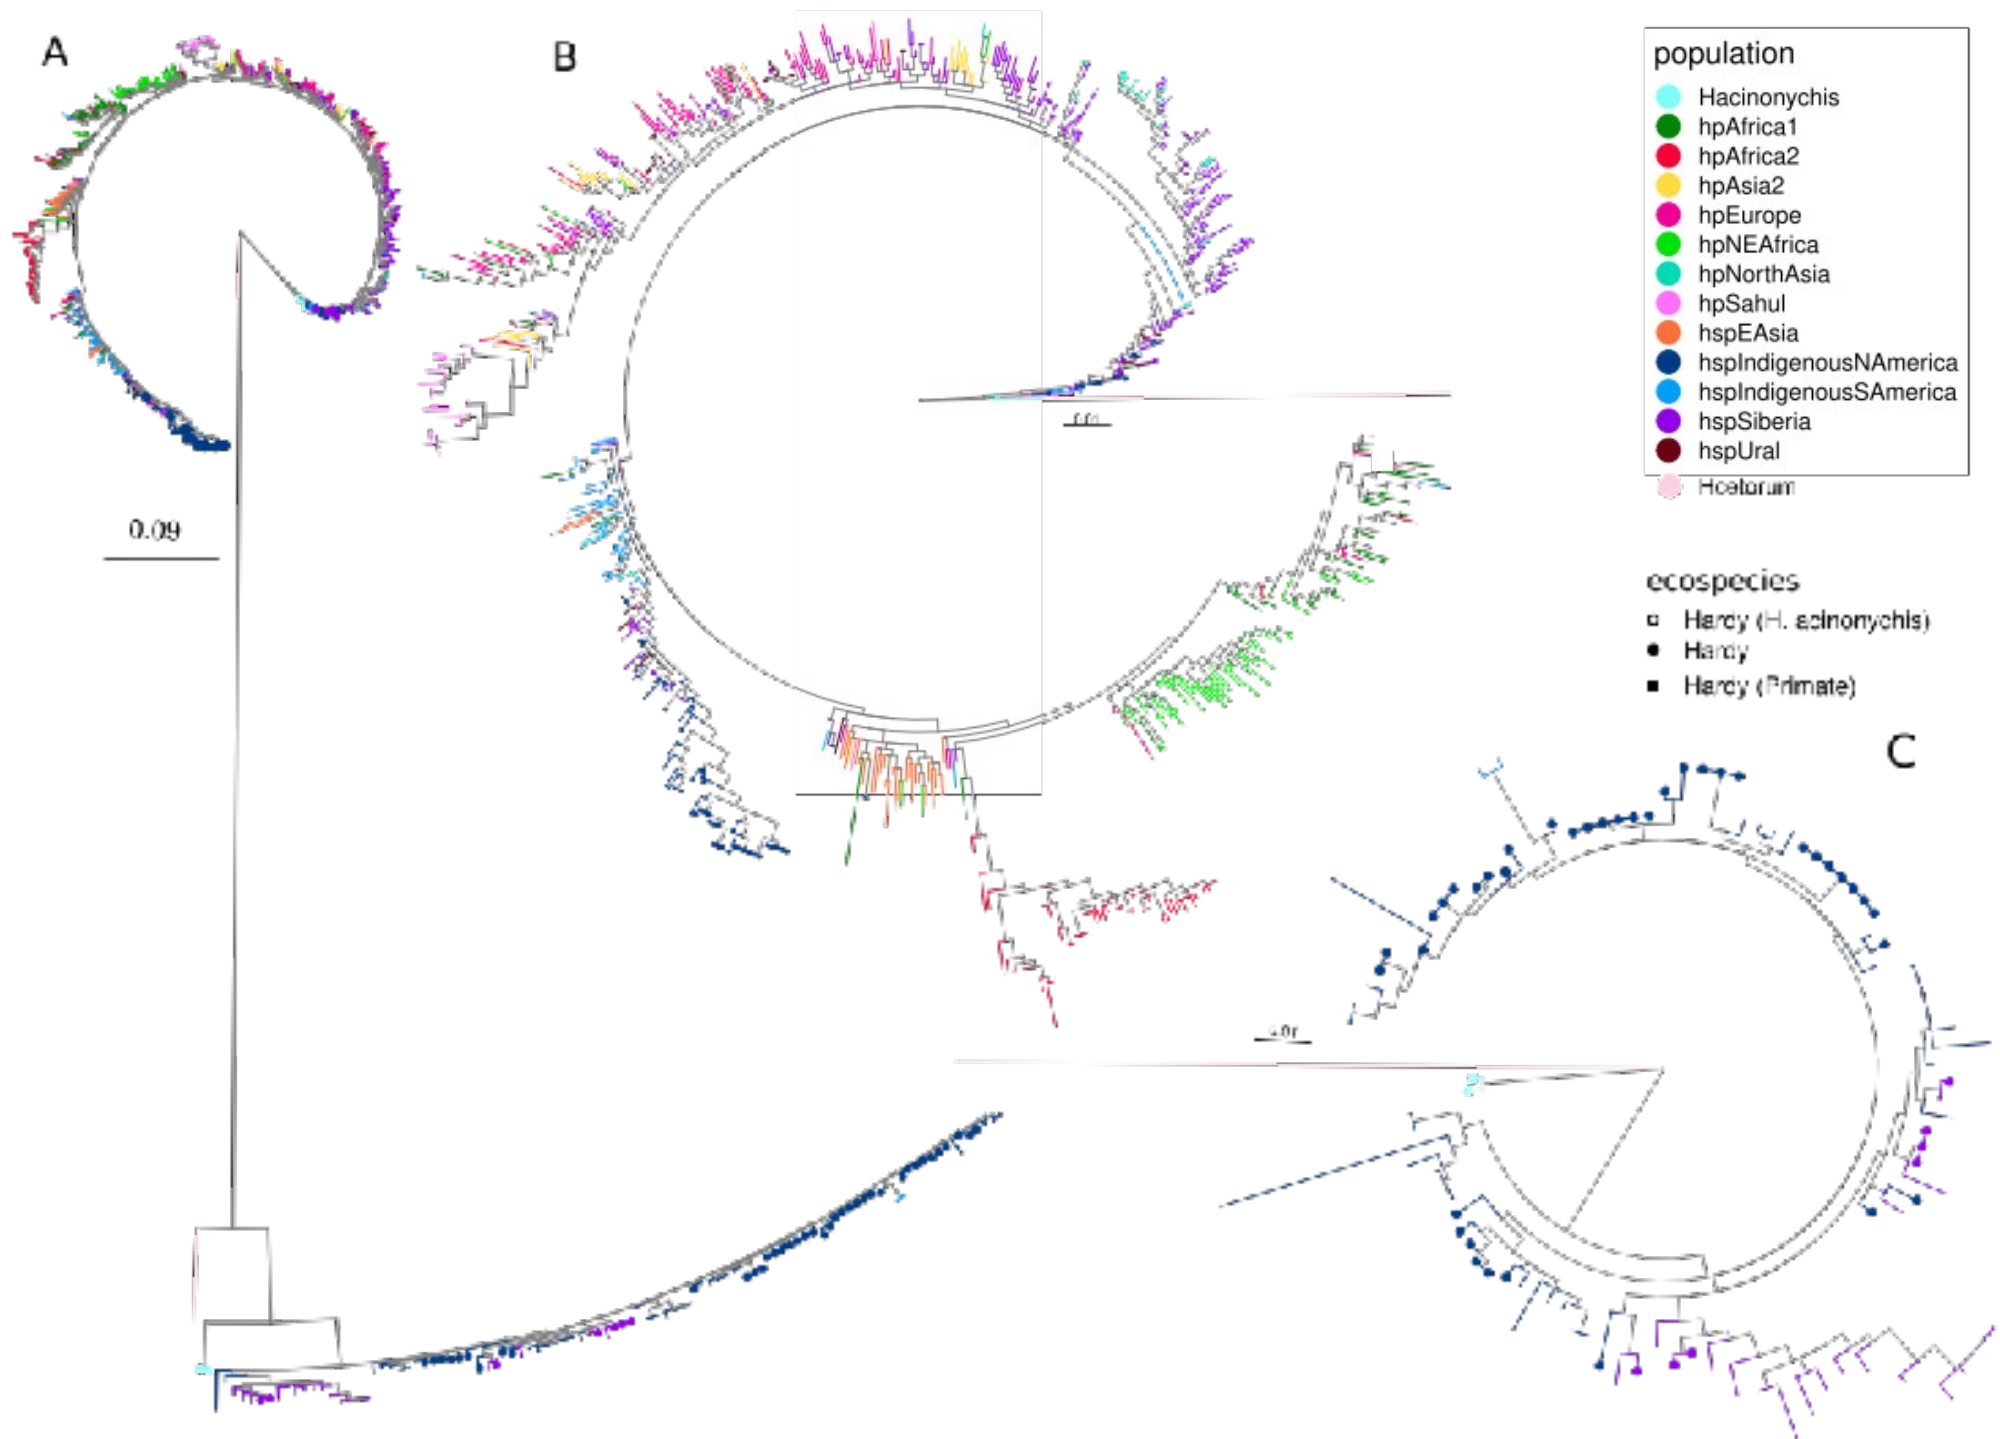 A
B
population
Hacinonychis
hpAfrica1
hpAfrica2
hpAsia2
hpEurope
hpNEAfrica
hpNorthAsia
hpSahul
hspEAsia
hspIndigenousNAmerica
hspIndigenousSAmerica
hspSiberia
hspUral
Hcetorum
0.09
ecospecies
Hardy (H. acinonychis)
Hardy
Hardy (Primate)
C